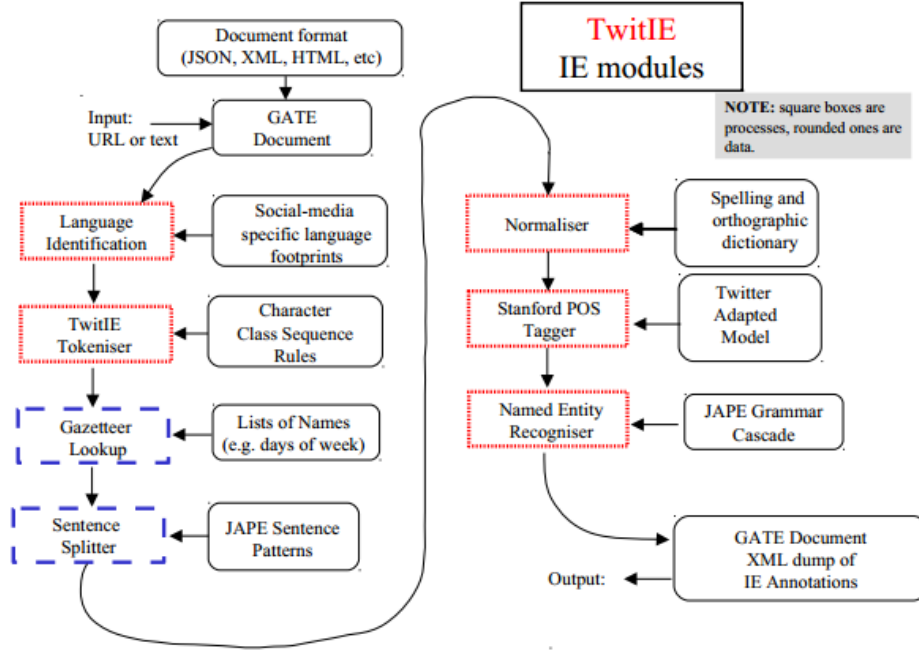 TwitIE
IE modules
NOTE: square boxes are
processes, rounded ones are
data.
Document format
(JSON, XML, HTML, etc)
Input:
URL or text
GATE
Document
Language
Identification
Social-media
specific language
footprints
TwitIE
Tokeniser
Character
Class Sequence
Rules
Gazetteer
Lookup
Lists of Names
(e.g. days of week)
Sentence
Splitter
JAPE Sentence
Patterns
Normaliser
Spelling and
orthographic
dictionary
Stanford POS
Tagger
Twitter
Adapted
Model
Named Entity
Recogniser
JAPE Grammar
Cascade
GATE Document
XML dump of
IE Annotations
Output: